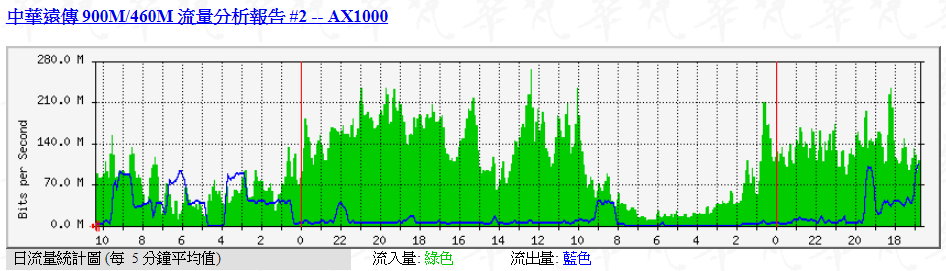 中華遠傳 900M/460M 流量分析報告 #2 -- AX1000
280.0 M
210.0 M
140.0 M
70.0 M
0.0 M
Bits per Second
10 8 6 4 2 0 22 20 18 16 14 12 10 8 6 4 2 0 22 20 18
日流量統計圖 (每 5 分鐘平均值) 流入量: 綠色 流出量: 藍色